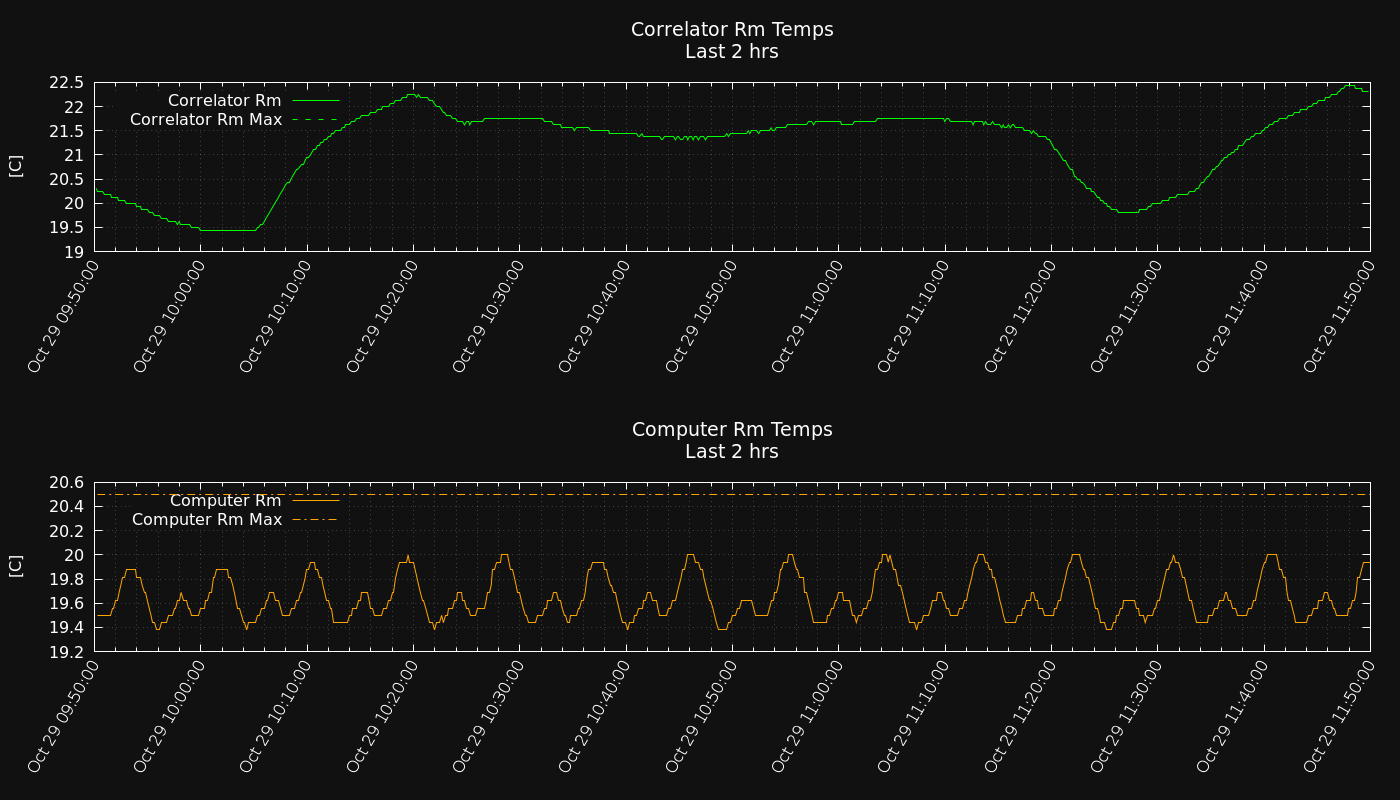 Correlator Rm Temps
Last 2 hrs
22.5
22
21.5
21
20.5
20
19.5
19
[C]
Correlator Rm
Correlator Rm Max
Oct 29 09:50:00
Oct 29 10:00:00
Oct 29 10:10:00
Oct 29 10:20:00
Oct 29 10:30:00
Oct 29 10:40:00
Oct 29 10:50:00
Oct 29 11:00:00
Oct 29 11:10:00
Oct 29 11:20:00
Oct 29 11:30:00
Oct 29 11:40:00
Oct 29 11:50:00
Computer Rm Temps
Last 2 hrs
20.6
20.4
20.2
20
19.8
19.6
19.4
19.2
[C]
Computer Rm
Computer Rm Max
Oct 29 09:50:00
Oct 29 10:00:00
Oct 29 10:10:00
Oct 29 10:20:00
Oct 29 10:30:00
Oct 29 10:40:00
Oct 29 10:50:00
Oct 29 11:00:00
Oct 29 11:10:00
Oct 29 11:20:00
Oct 29 11:30:00
Oct 29 11:40:00
Oct 29 11:50:00